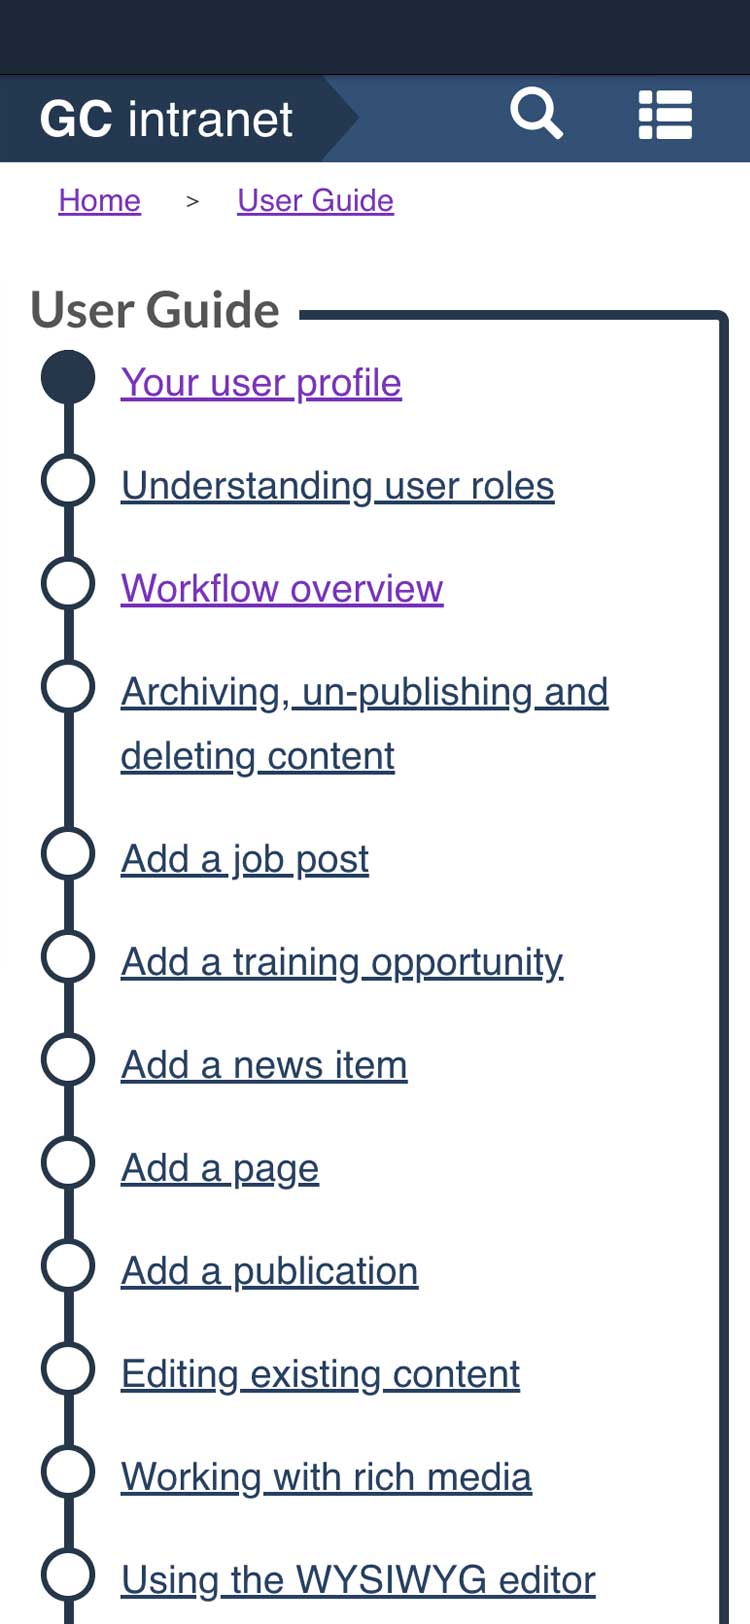 GC intranet
Home > User Guide
User Guide
Your user profile
Understanding user roles
Workflow overview
Archiving, un-publishing and
deleting content
Add a job post
Add a training opportunity
Add a news item
Add a page
Add a publication
Editing existing content
Working with rich media
Using the WYSIWYG editor